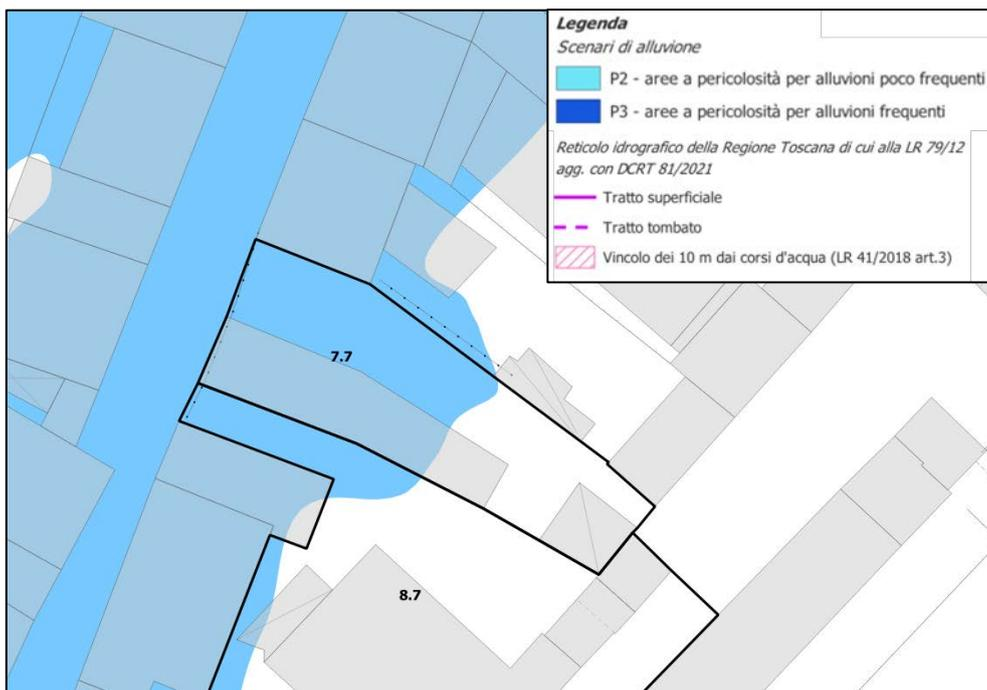 Legenda
Scenari di alluvione
P2 - aree a pericolosità per alluvioni poco frequenti
P3 - aree a pericolosità per alluvioni frequenti
Reticolo idrografico della Regione Toscana di cui alla LR 79/12
agg. con DCRT 81/2021
Tratto superficiale
Tratto tombato
Vincolo dei 10 m dai corsi d'acqua (LR 41/2018 art.3)
7.7
8.7